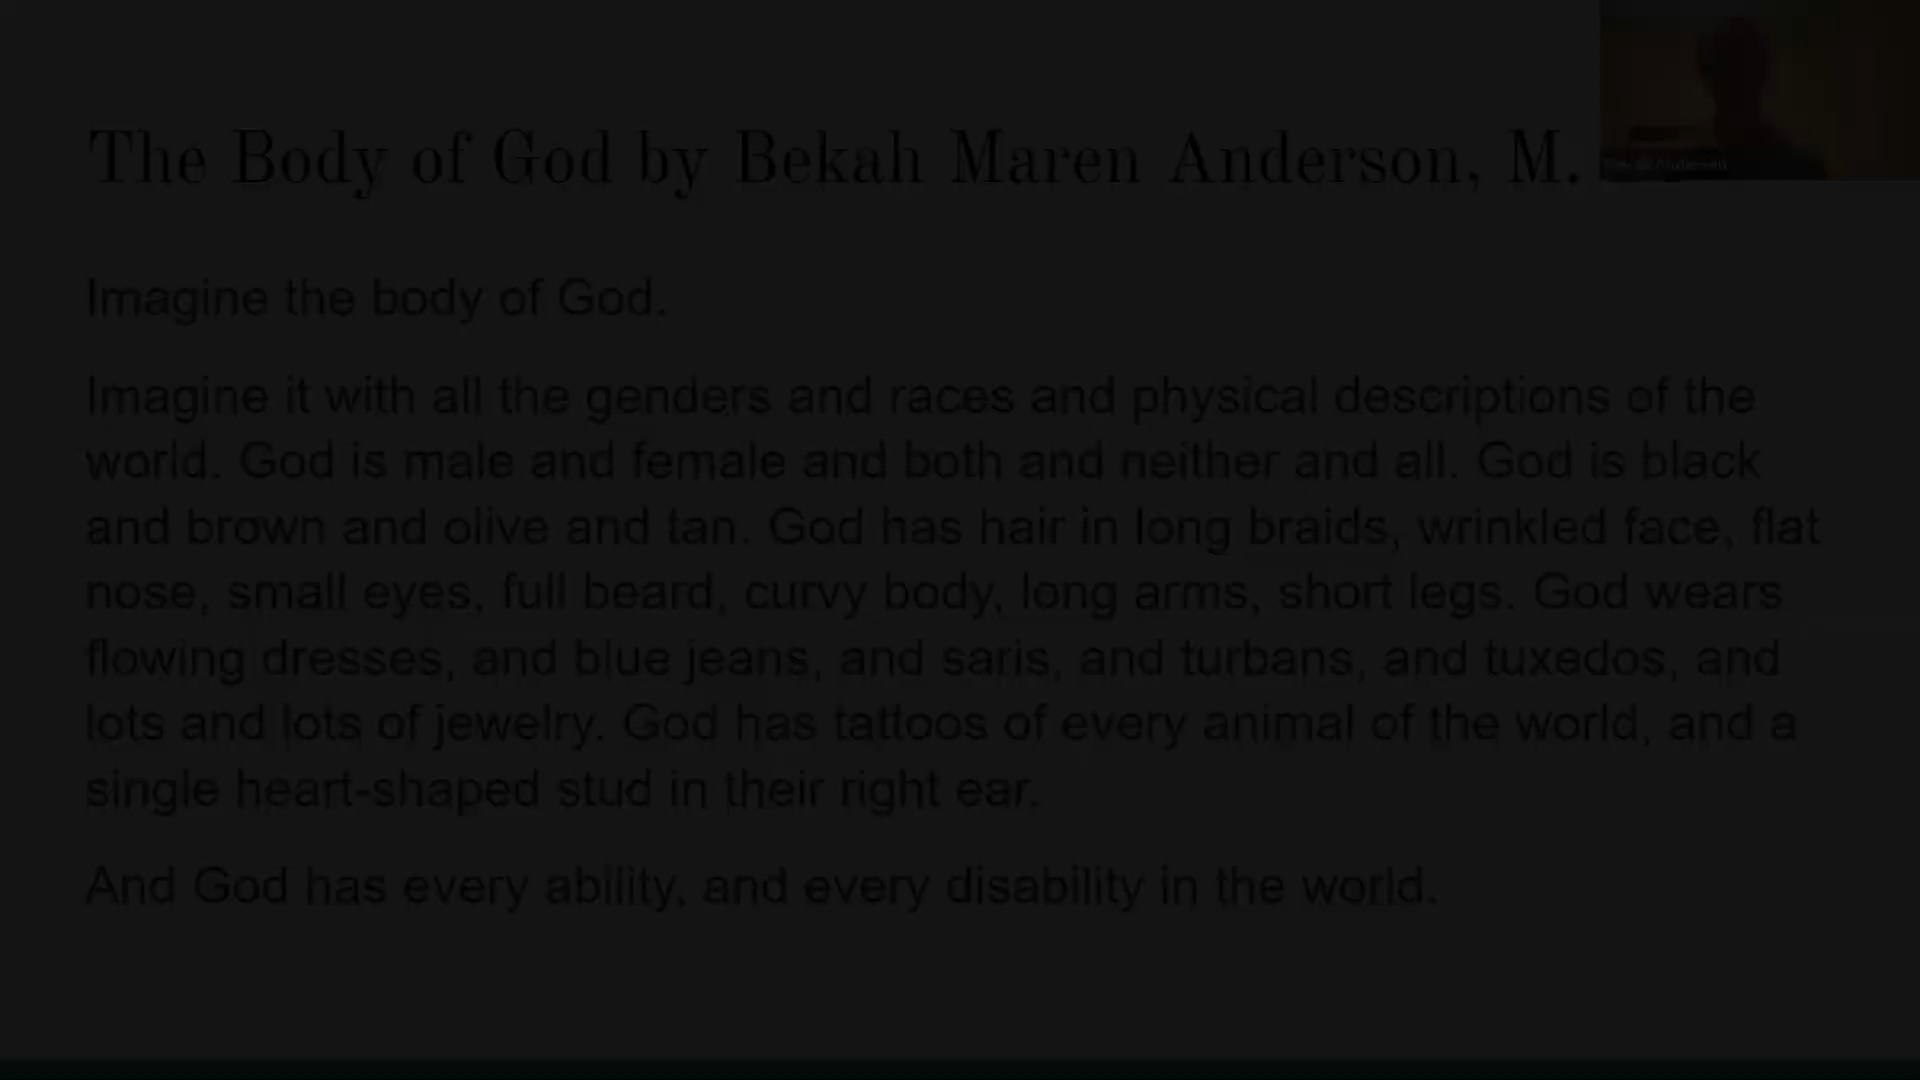 The Body of God by Bekah Maren Anderson, M.
Imagine the body of God.
Imagine it with all the genders and races and physical descriptions of the
world. God is male and female and both and neither and all. God is black
and brown and olive and tan. God has hair in long braids, wrinkled face, flat
nose, small eyes, full beard, curvy body, long arms, short legs. God wears
flowing dresses, and blue jeans, and saris, and turbans, and tuxedos, and
lots and lots of jewelry. God has tattoos of every animal of the world, and a
single heart-shaped stud in their right ear.
And God has every ability, and every disability in the world.